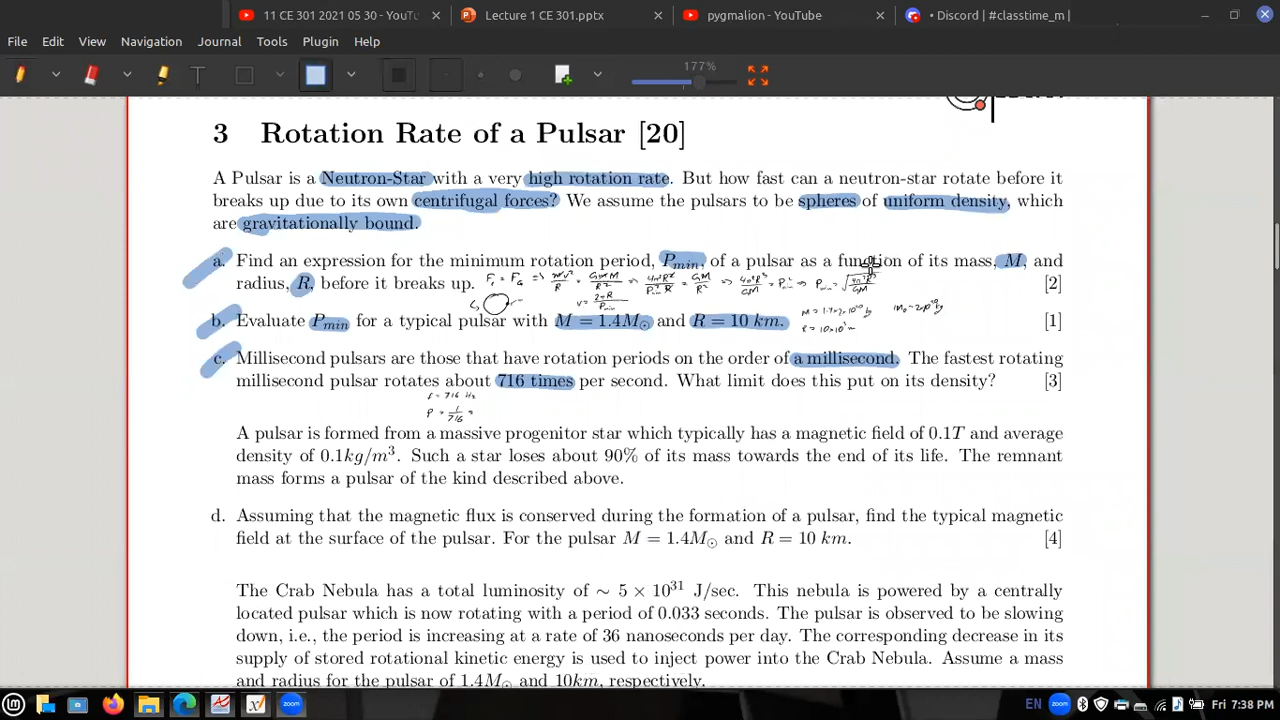 11 CE 301 2021 05 30 - YouTu
Lecture 1 CE 301.pptx
pygmalion - YouTube
• Discord | #classtime_m |
File Edit View Navigation Journal Tools Plugin Help
177%
3 Rotation Rate of a Pulsar [20]
A Pulsar is a Neutron-Star with a very high rotation rate. But how fast can a neutron-star rotate before it
breaks up due to its own centrifugal forces? We assume the pulsars to be spheres of uniform density, which
are gravitationally bound.
a. Find an expression for the minimum rotation period, P_min, of a pulsar as a function of its mass, M, and
radius, R, before it breaks up. [2]
b. Evaluate P_min for a typical pulsar with M = 1.4M⊙ and R = 10 km. [1]
c. Millisecond pulsars are those that have rotation periods on the order of a millisecond. The fastest rotating
millisecond pulsar rotates about 716 times per second. What limit does this put on its density? [3]
f = 716 Hz
P = 1/716 s
A pulsar is formed from a massive progenitor star which typically has a magnetic field of 0.1T and average
density of 0.1kg/m³. Such a star loses about 90% of its mass towards the end of its life. The remnant
mass forms a pulsar of the kind described above.
d. Assuming that the magnetic flux is conserved during the formation of a pulsar, find the typical magnetic
field at the surface of the pulsar. For the pulsar M = 1.4M⊙ and R = 10 km. [4]
The Crab Nebula has a total luminosity of ∼ 5 × 10³¹ J/sec. This nebula is powered by a centrally
located pulsar which is now rotating with a period of 0.033 seconds. The pulsar is observed to be slowing
down, i.e., the period is increasing at a rate of 36 nanoseconds per day. The corresponding decrease in its
supply of stored rotational kinetic energy is used to inject power into the Crab Nebula. Assume a mass
and radius for the pulsar of 1.4M⊙ and 10km, respectively.
zoom
EN
zoom
Fri 7:38 PM